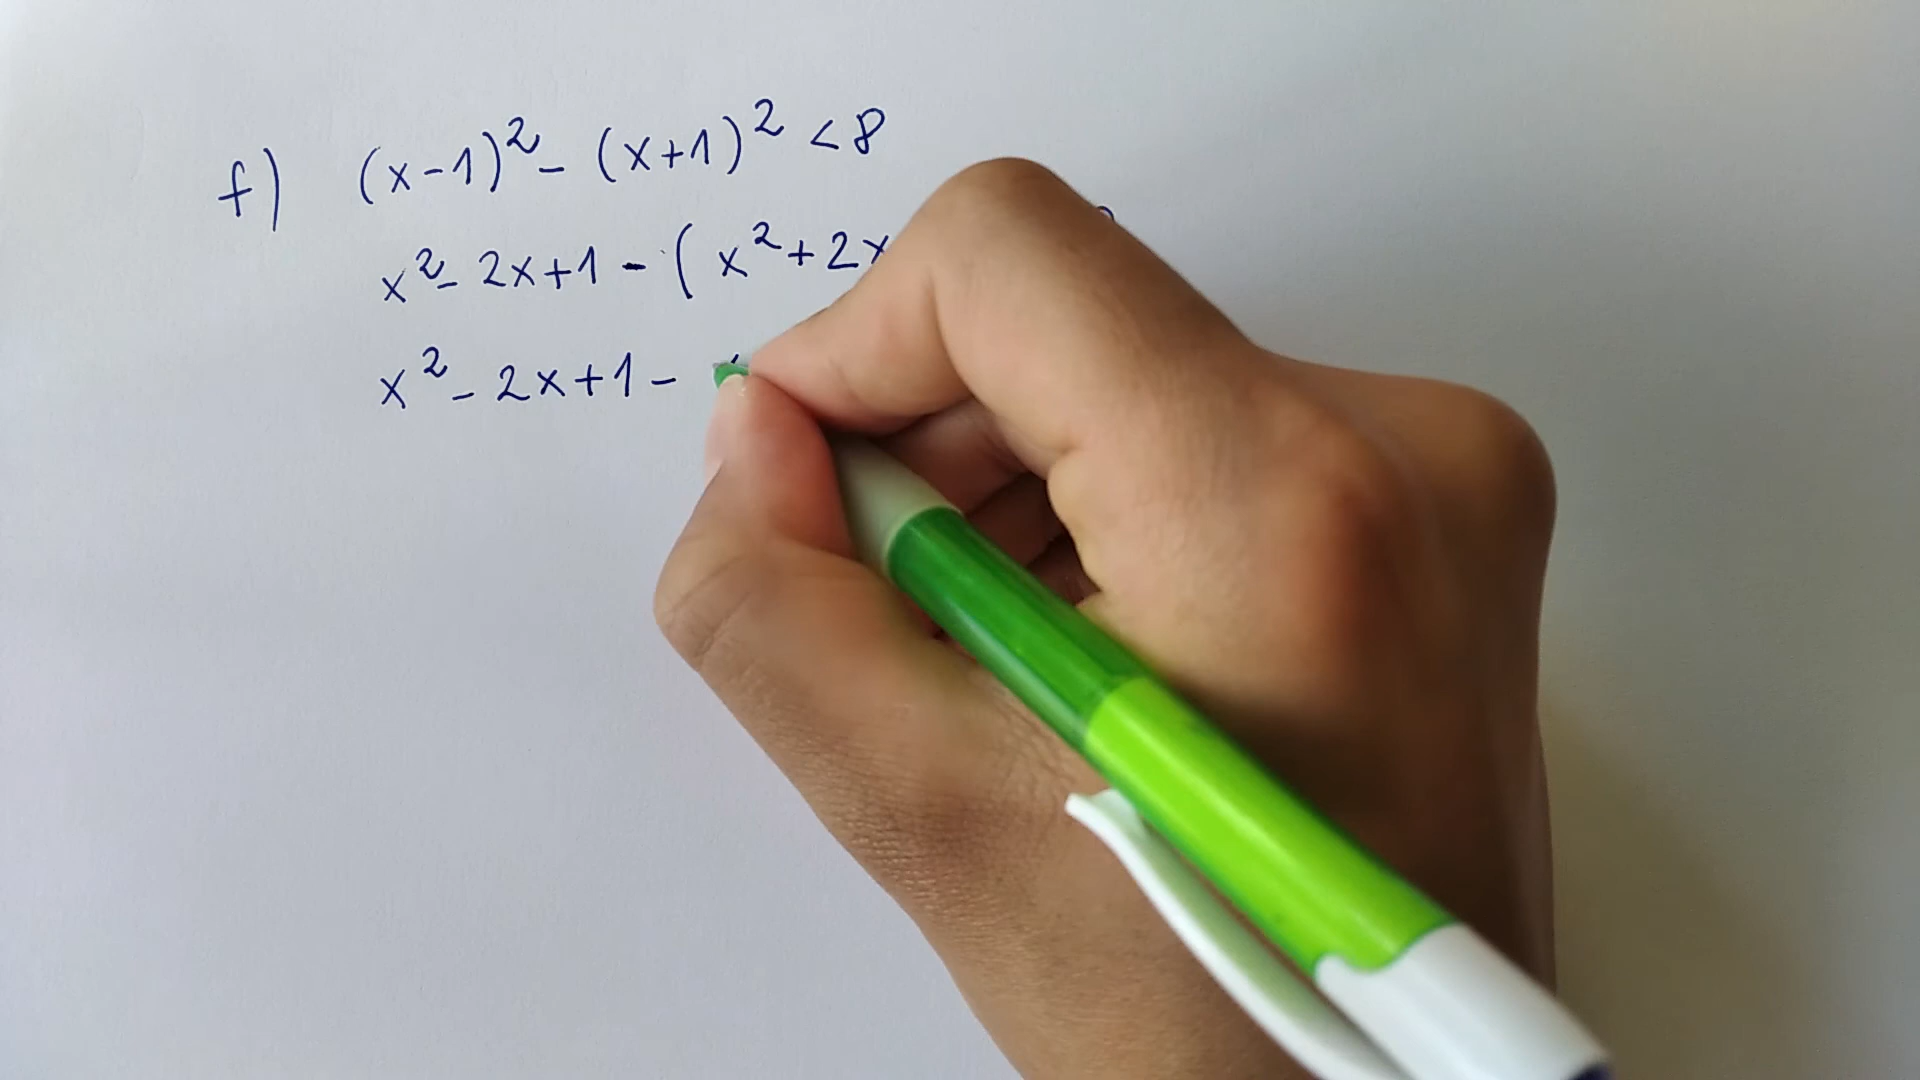 f) (x-1)² - (x+1)² < 8
x² - 2x+1 - (x² + 2x
x² - 2x+1 -